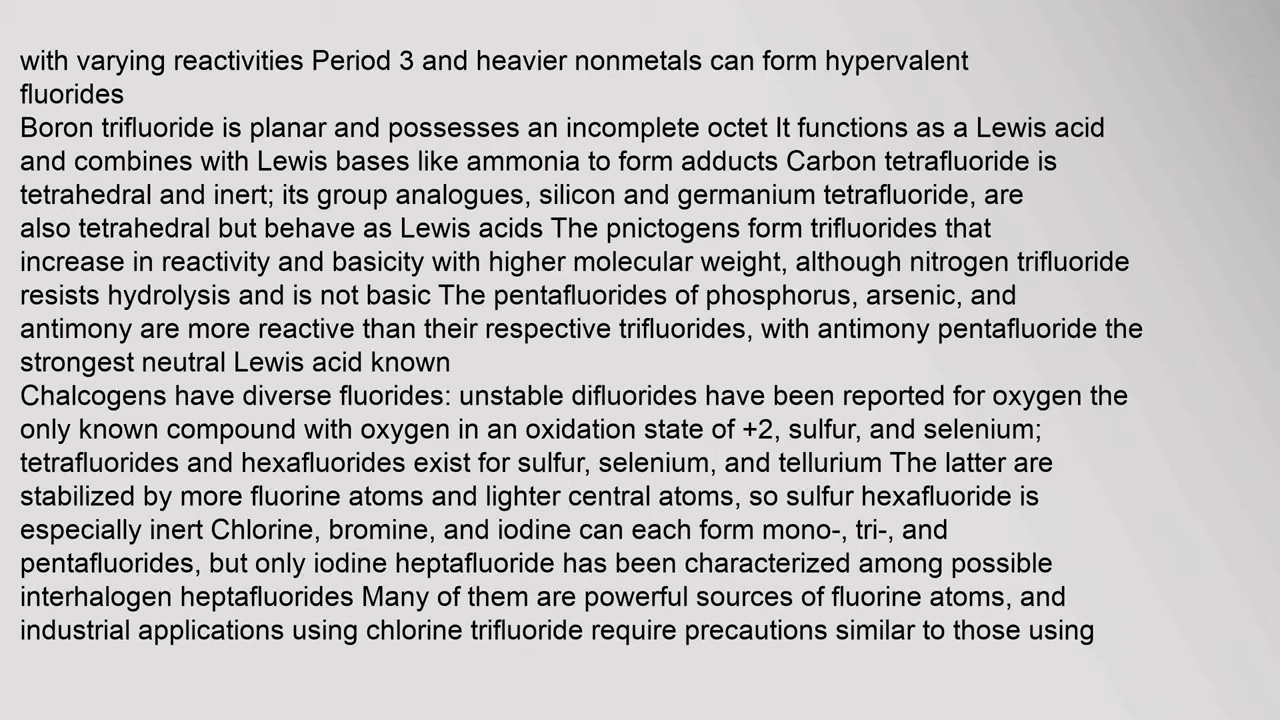 with varying reactivities Period 3 and heavier nonmetals can form hypervalent
fluorides
Boron trifluoride is planar and possesses an incomplete octet It functions as a Lewis acid
and combines with Lewis bases like ammonia to form adducts Carbon tetrafluoride is
tetrahedral and inert; its group analogues, silicon and germanium tetrafluoride, are
also tetrahedral but behave as Lewis acids The pnictogens form trifluorides that
increase in reactivity and basicity with higher molecular weight, although nitrogen trifluoride
resists hydrolysis and is not basic The pentafluorides of phosphorus, arsenic, and
antimony are more reactive than their respective trifluorides, with antimony pentafluoride the
strongest neutral Lewis acid known
Chalcogens have diverse fluorides: unstable difluorides have been reported for oxygen the
only known compound with oxygen in an oxidation state of +2, sulfur, and selenium;
tetrafluorides and hexafluorides exist for sulfur, selenium, and tellurium The latter are
stabilized by more fluorine atoms and lighter central atoms, so sulfur hexafluoride is
especially inert Chlorine, bromine, and iodine can each form mono-, tri-, and
pentafluorides, but only iodine heptafluoride has been characterized among possible
interhalogen heptafluorides Many of them are powerful sources of fluorine atoms, and
industrial applications using chlorine trifluoride require precautions similar to those using